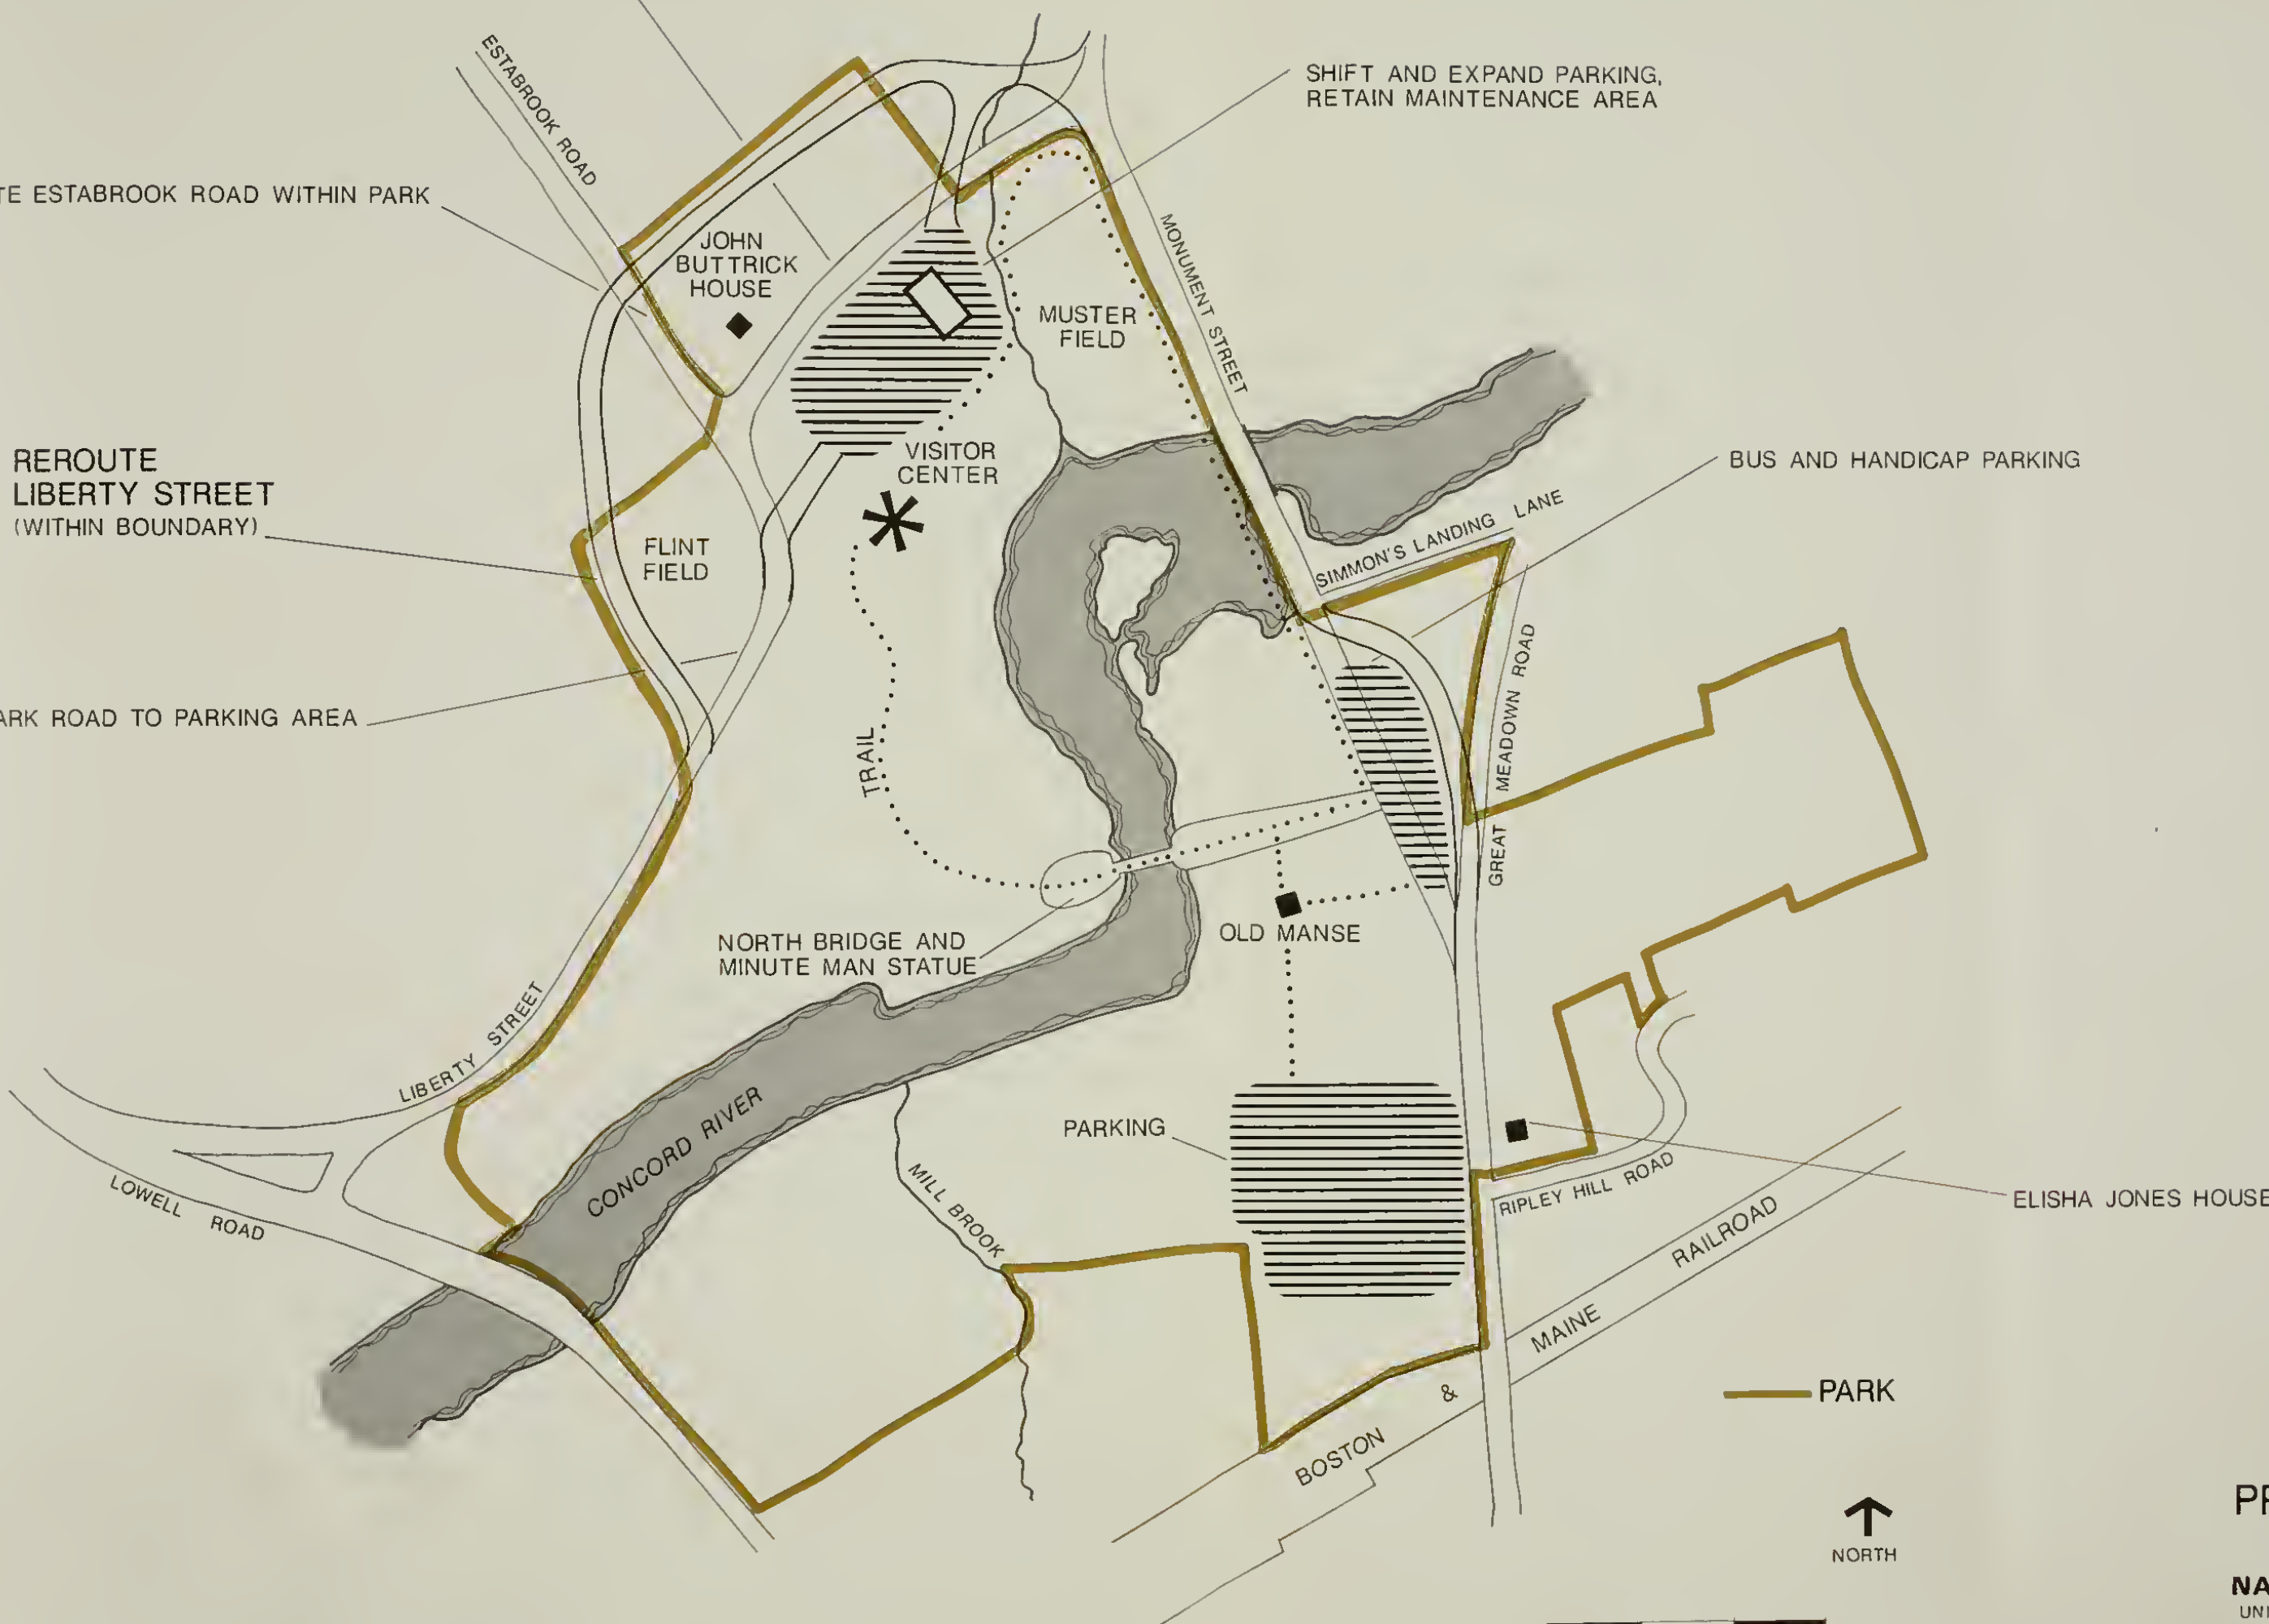 ESTABROOK ROAD
SHIFT AND EXPAND PARKING,
RETAIN MAINTENANCE AREA
ESTABROOK ROAD WITHIN PARK
JOHN
BUTTRICK
HOUSE
MONUMENT STREET
MUSTER
FIELD
VISITOR
CENTER
REROUTE
LIBERTY STREET
(WITHIN BOUNDARY)
BUS AND HANDICAP PARKING
SIMMON'S LANDING LANE
FLINT
FIELD
GREAT MEADOWN ROAD
ROAD TO PARKING AREA
TRAIL
NORTH BRIDGE AND
MINUTE MAN STATUE
OLD MANSE
LIBERTY STREET
CONCORD RIVER
PARKING
MILL BROOK
LOWELL ROAD
RIPLEY HILL ROAD
ELISHA JONES HOUSE
BOSTON & MAINE RAILROAD
PARK
NORTH